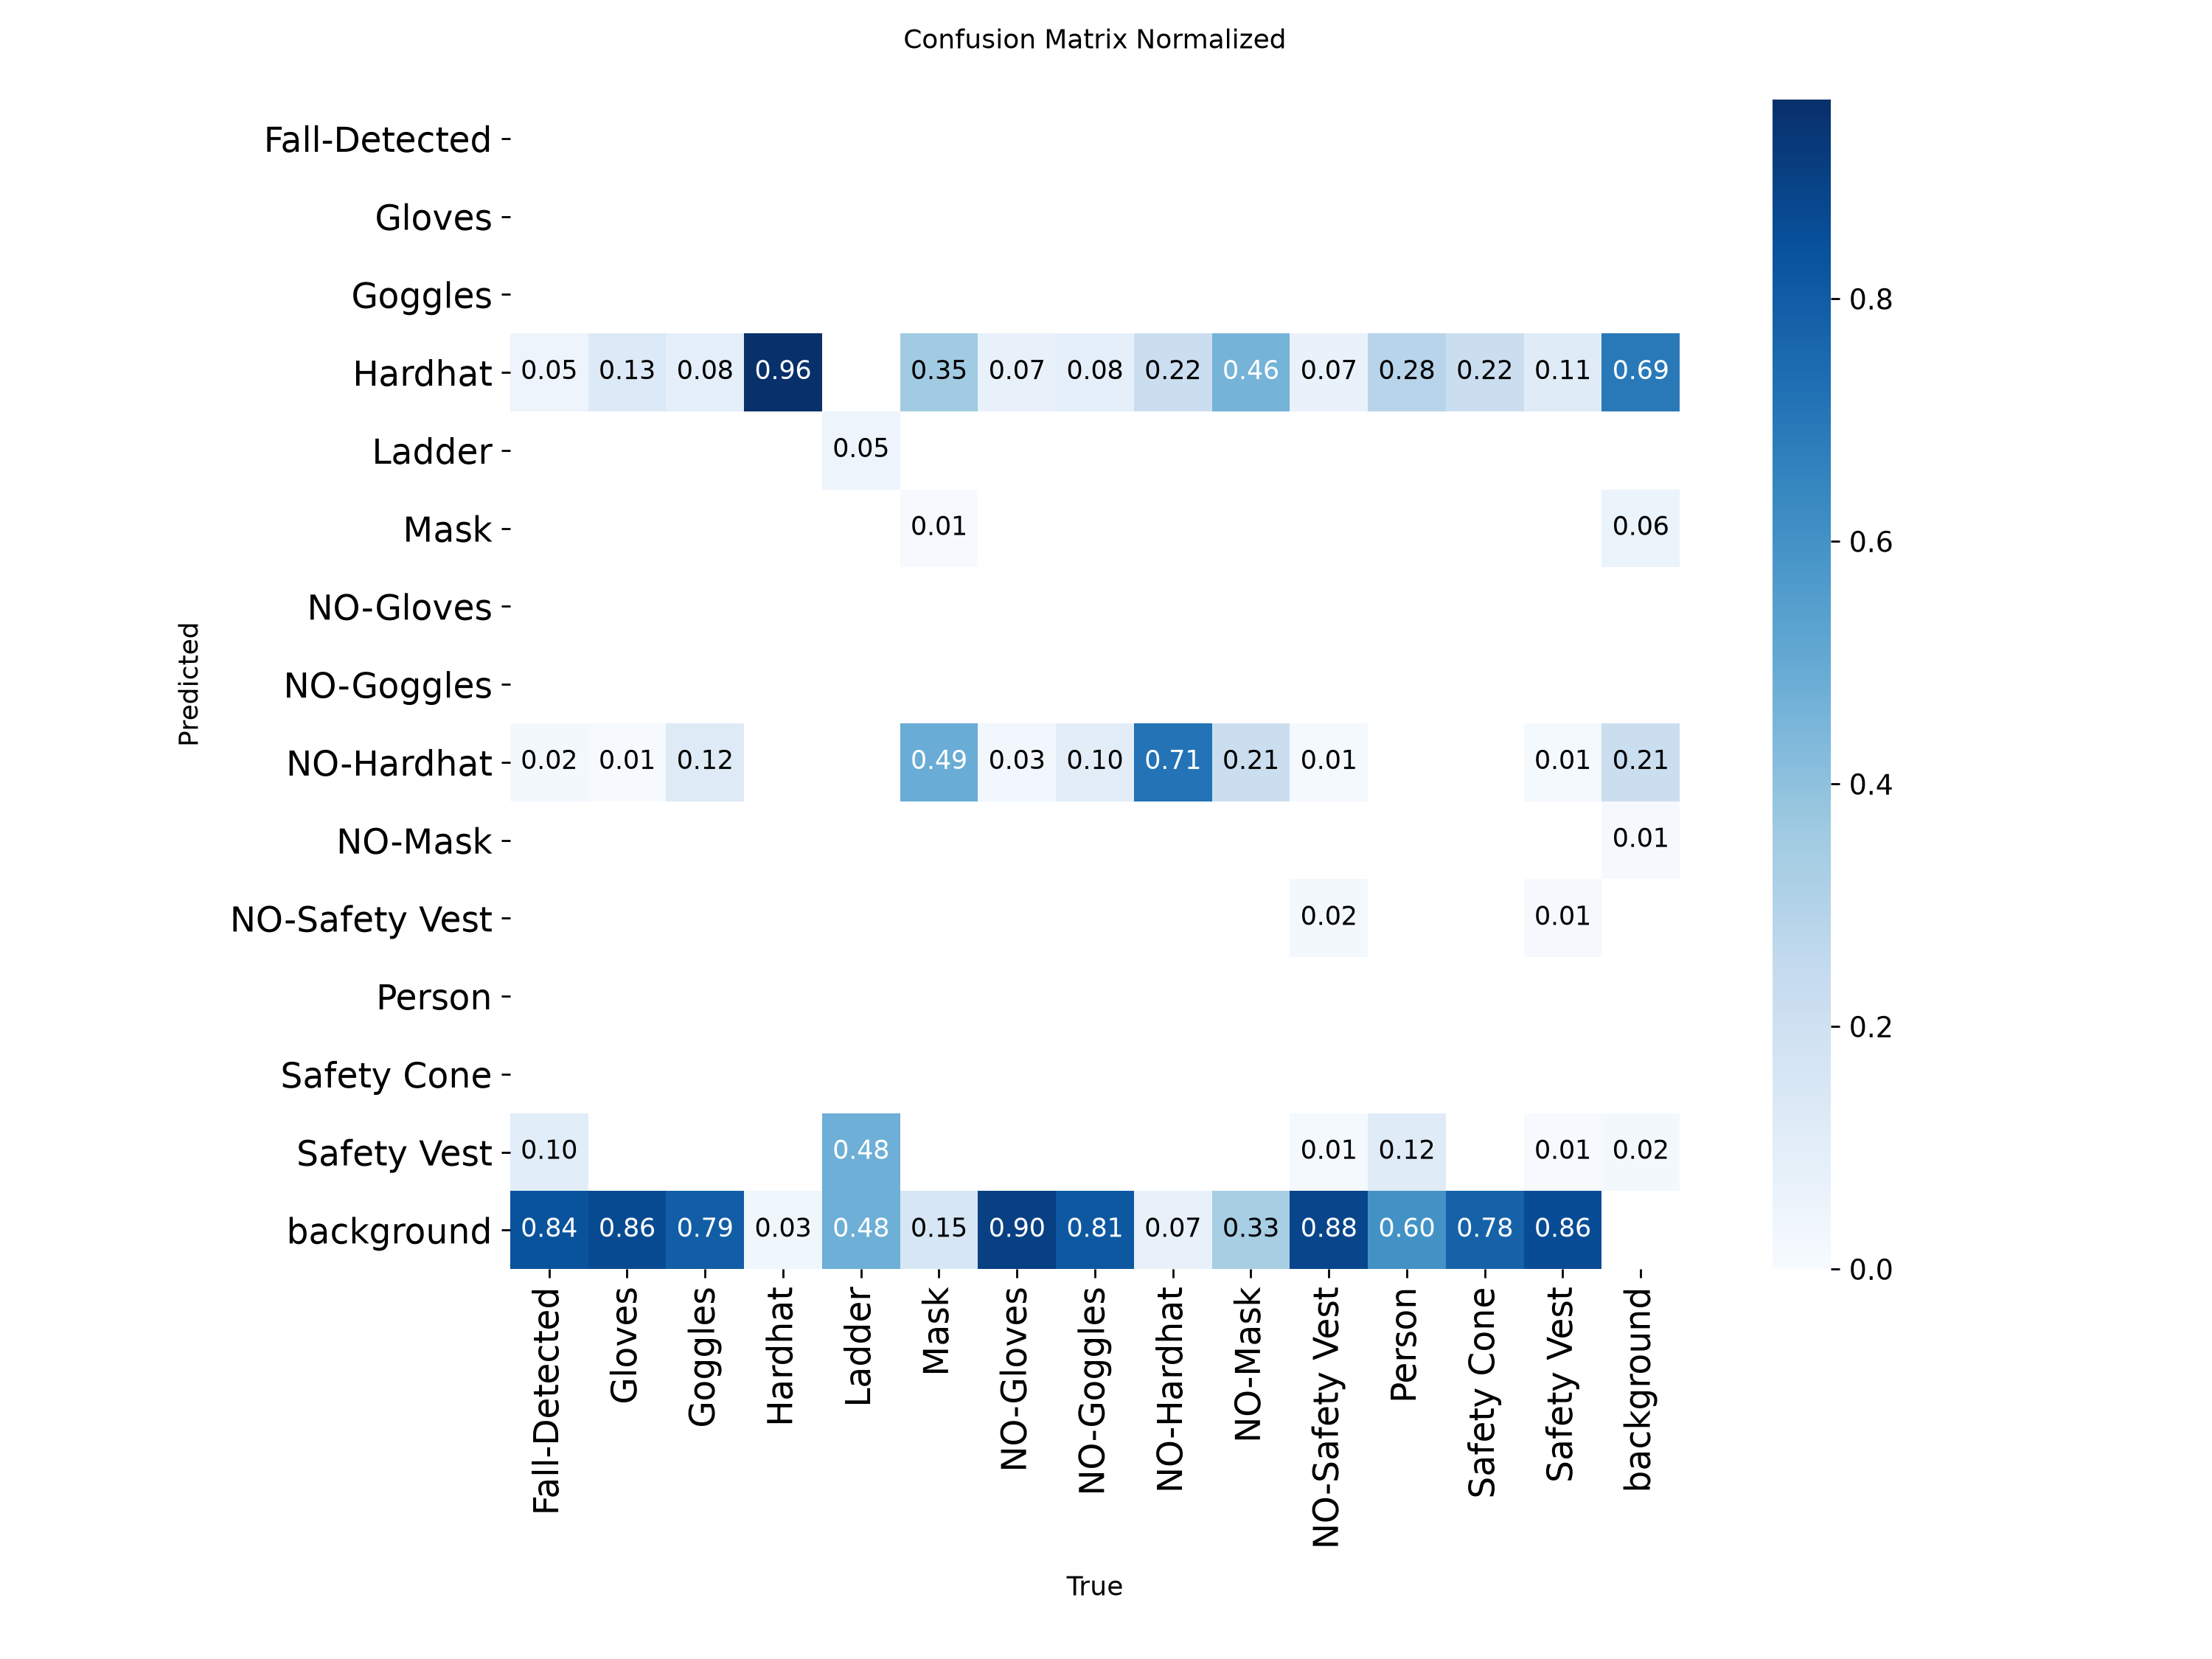 Confusion Matrix Normalized
Fall-Detected
Gloves
Goggles
Hardhat 0.05 0.13 0.08 0.96 0.35 0.07 0.08 0.22 0.46 0.07 0.28 0.22 0.11 0.69
Ladder 0.05
Mask 0.01 0.06
NO-Gloves
NO-Goggles
NO-Hardhat 0.02 0.01 0.12 0.49 0.03 0.10 0.71 0.21 0.01 0.01 0.21
NO-Mask 0.01
NO-Safety Vest 0.02 0.01
Person
Safety Cone
Safety Vest 0.10 0.48 0.01 0.12 0.01 0.02
background 0.84 0.86 0.79 0.03 0.48 0.15 0.90 0.81 0.07 0.33 0.88 0.60 0.78 0.86
Predicted
Fall-Detected
Gloves
Goggles
Hardhat
Ladder
Mask
NO-Gloves
NO-Goggles
NO-Hardhat
NO-Mask
NO-Safety Vest
Person
Safety Cone
Safety Vest
background
True
0.8
0.6
0.4
0.2
0.0